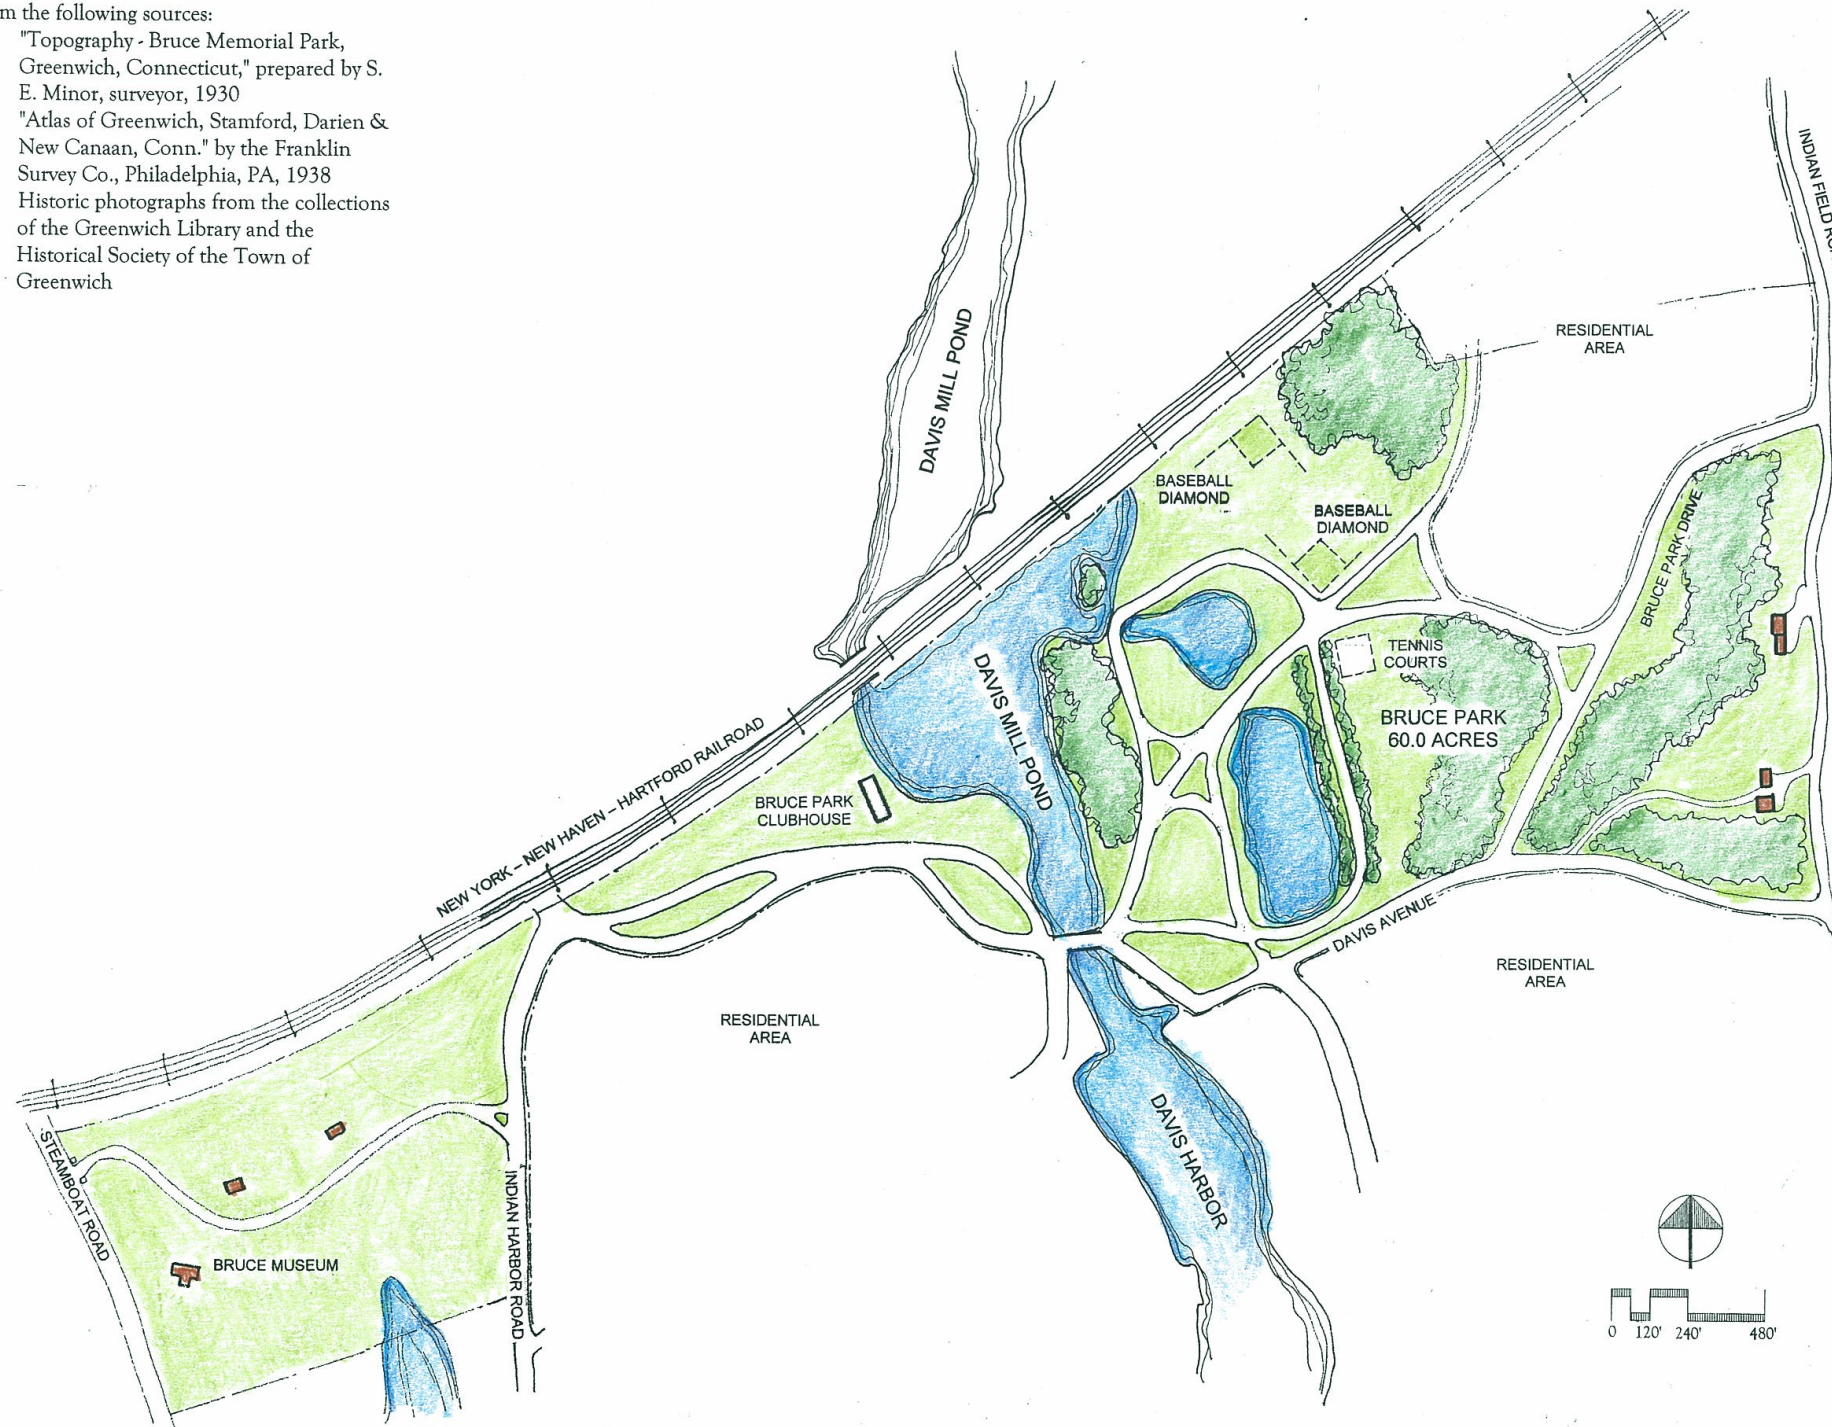 m the following sources:
"Topography - Bruce Memorial Park,
Greenwich, Connecticut," prepared by S.
E. Minor, surveyor, 1930
"Atlas of Greenwich, Stamford, Darien &
New Canaan, Conn." by the Franklin
Survey Co., Philadelphia, PA, 1938
Historic photographs from the collections
of the Greenwich Library and the
Historical Society of the Town of
Greenwich
INDIAN FIELD RO
DAVIS MILL POND
RESIDENTIAL
AREA
BASEBALL
DIAMOND
BASEBALL
DIAMOND
BRUCE PARK DRIVE
TENNIS
COURTS
DAVIS MILL POND
BRUCE PARK
60.0 ACRES
NEW YORK – NEW HAVEN – HARTFORD RAILROAD
BRUCE PARK
CLUBHOUSE
DAVIS AVENUE
RESIDENTIAL
AREA
RESIDENTIAL
AREA
DAVIS HARBOR
STEAMBOAT ROAD
INDIAN HARBOR ROAD
BRUCE MUSEUM
0 120' 240' 480'